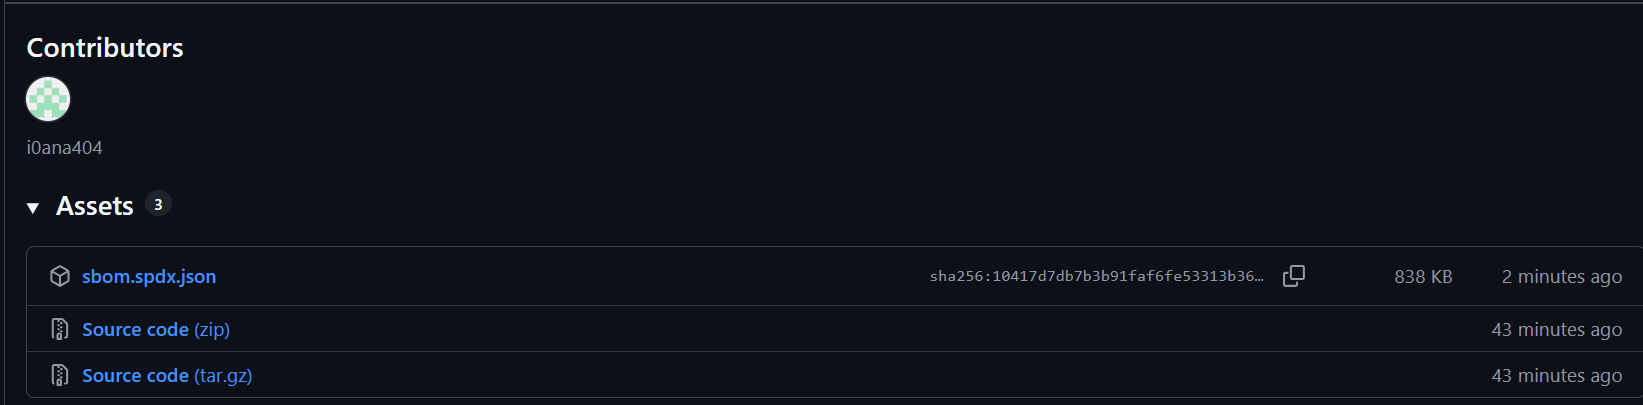 Contributors
i0ana404
Assets 3
sbom.spdx.json sha256:10417d7db7b3b91faf6fe53313b36… 838 KB 2 minutes ago
Source code (zip) 43 minutes ago
Source code (tar.gz) 43 minutes ago